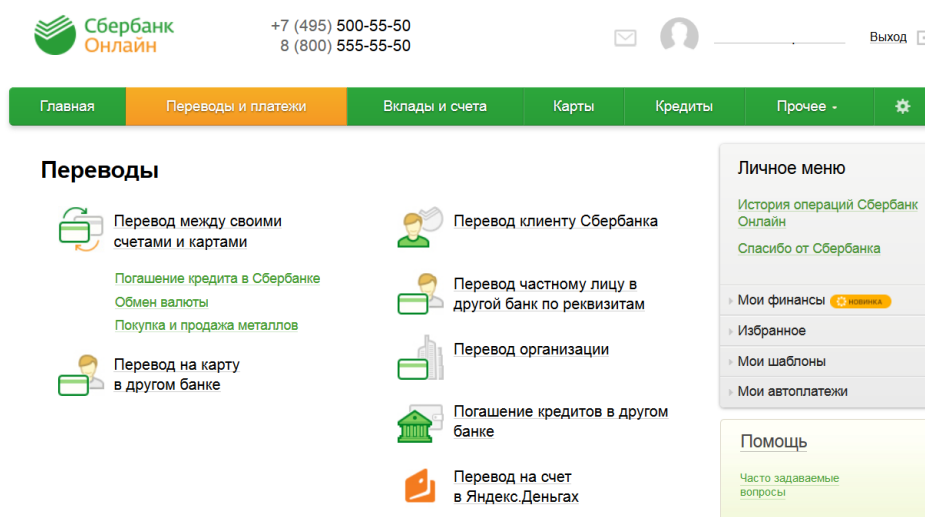 Сбербанк
Онлайн
+7 (495) 500-55-50
8 (800) 555-55-50
Выход
Главная
Переводы и платежи
Вклады и счета
Карты
Кредиты
Прочее
Переводы
Перевод между своими
счетами и картами
Погашение кредита в Сбербанке
Обмен валюты
Покупка и продажа металлов
Перевод на карту
в другом банке
Перевод клиенту Сбербанка
Перевод частному лицу в
другой банк по реквизитам
Перевод организации
Погашение кредитов в другом
банке
Перевод на счет
в Яндекс.Деньгах
Личное меню
История операций Сбербанк
Онлайн
Спасибо от Сбербанка
Мои финансы НОВИНКА
Избранное
Мои шаблоны
Мои автоплатежи
Помощь
Часто задаваемые
вопросы